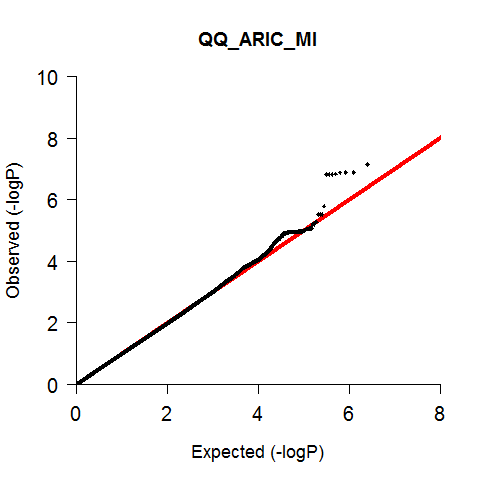 QQ_ARIC_MI
10
8
6
4
2
0
Observed (-logP)
0 2 4 6 8
Expected (-logP)